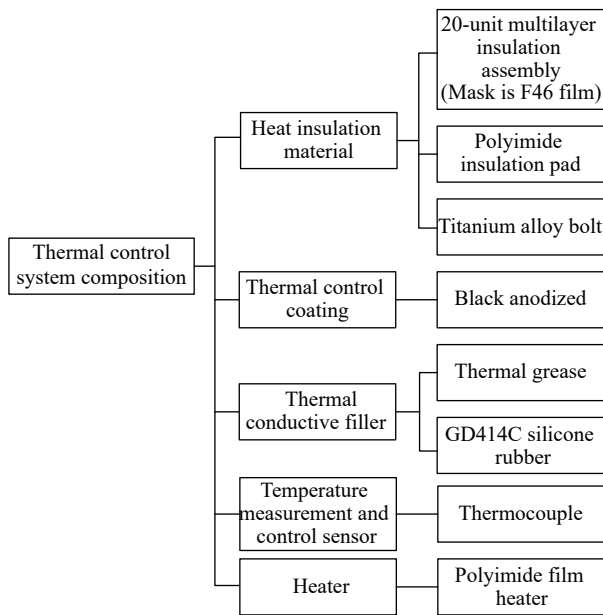 20-unit multilayer
insulation
assembly
(Mask is F46 film)
Heat insulation
material
Polyimide
insulation pad
Titanium alloy bolt
Thermal control
system composition
Thermal control
coating
Black anodized
Thermal
conductive filler
Thermal grease
GD414C silicone
rubber
Temperature
measurement and
control sensor
Thermocouple
Heater
Polyimide film
heater